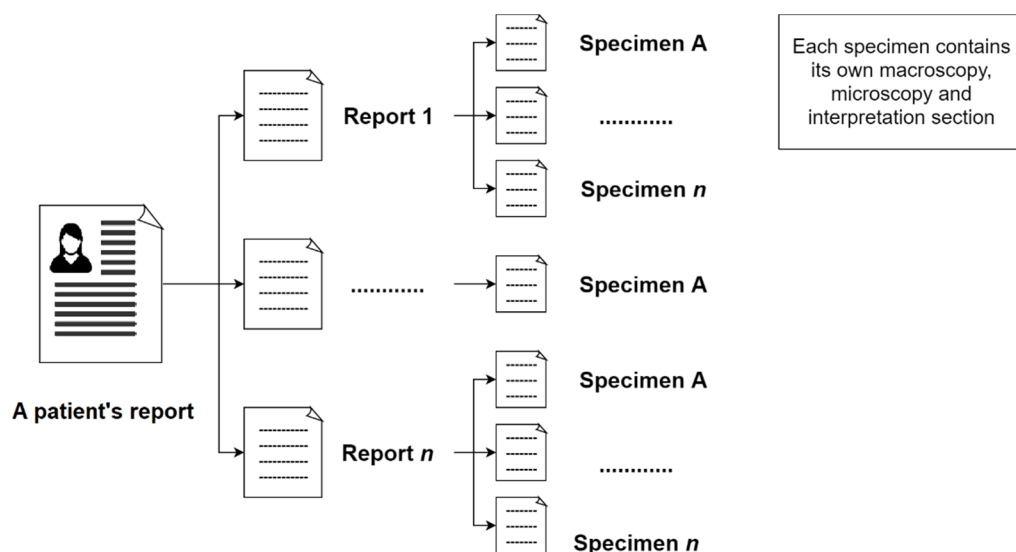 Specimen A
Each specimen contains
its own macroscopy,
microscopy and
interpretation section
Report 1
............
Specimen n
............
Specimen A
A patient's report
Specimen A
Report n
............
Specimen n